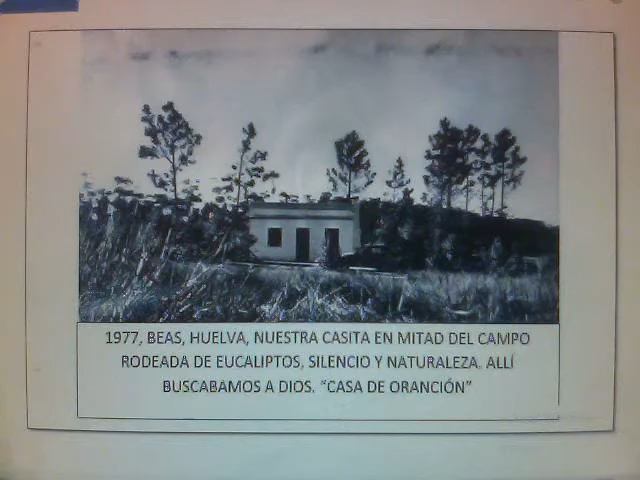 1977, BEAS, HUELVA, NUESTRA CASITA EN MITAD DEL CAMPO
RODEADA DE EUCALIPTOS, SILENCIO Y NATURALEZA. ALLÍ
BUSCABAMOS A DIOS. "CASA DE ORANCIÓN"